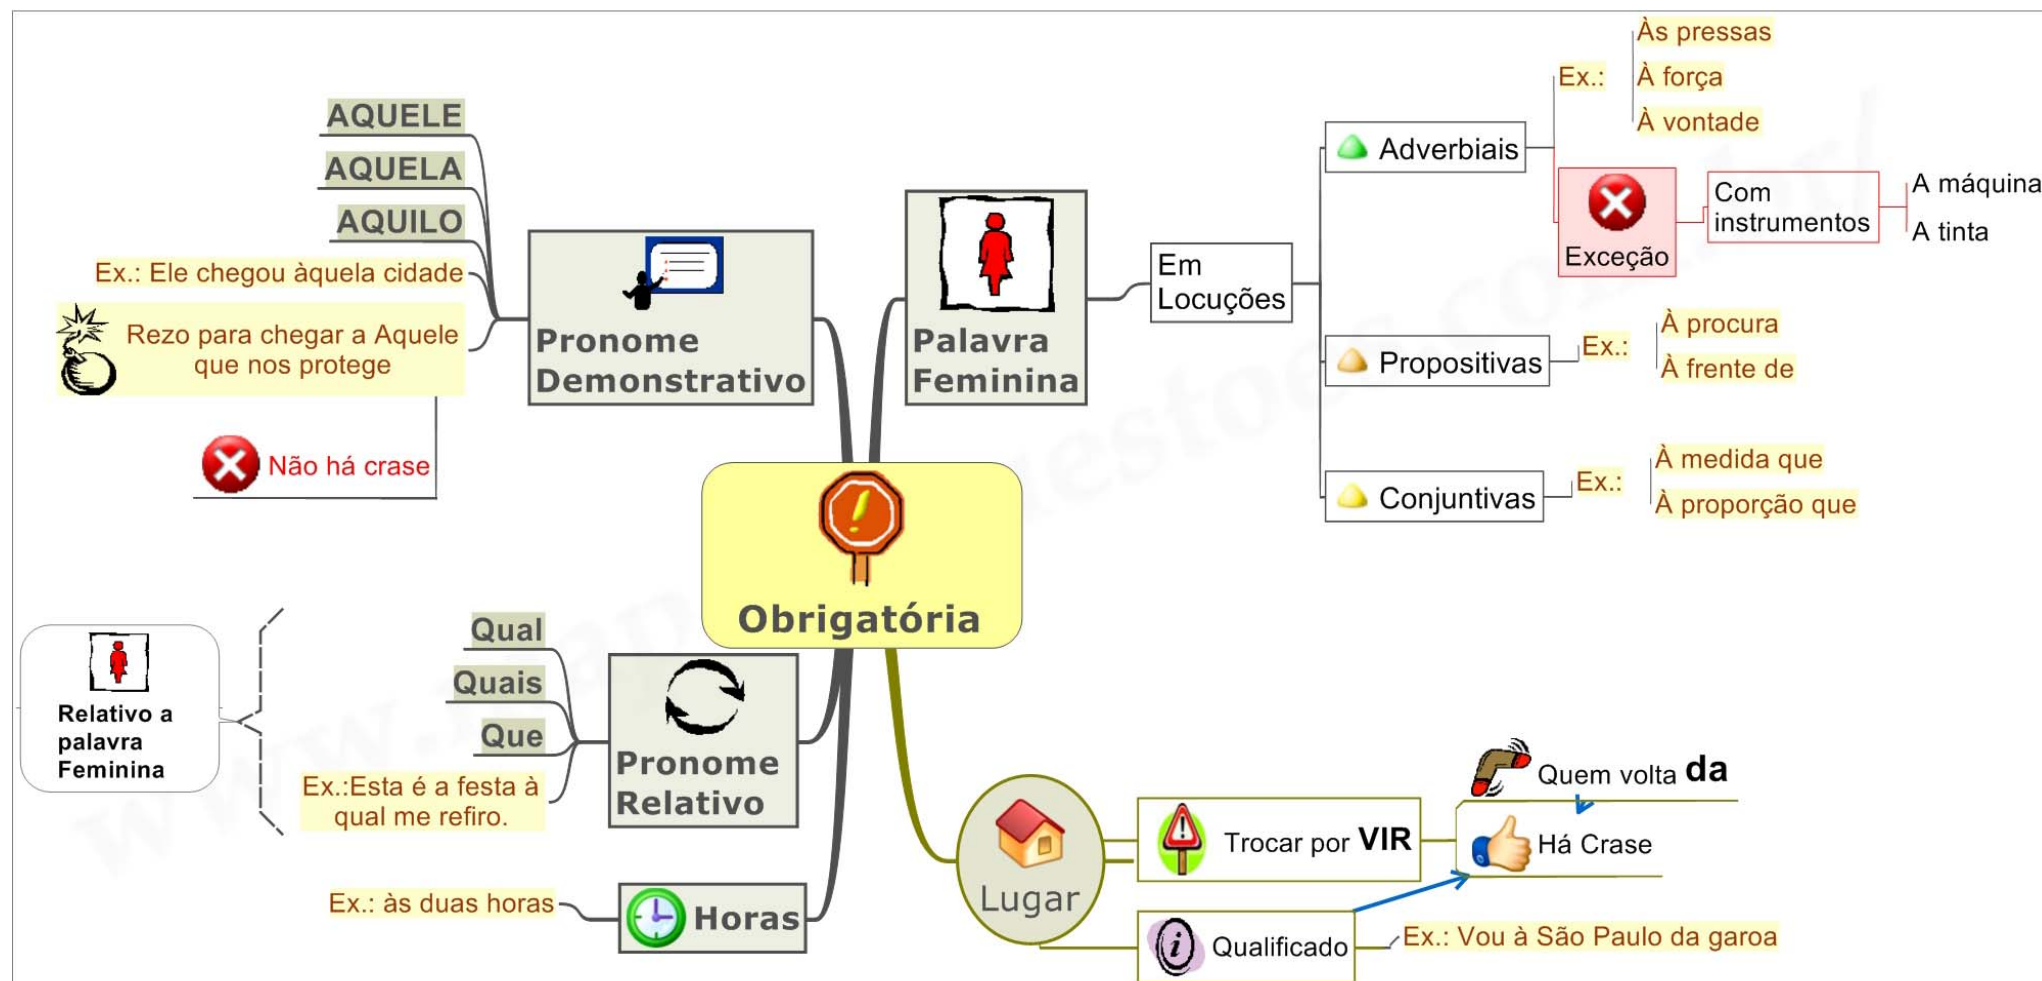 Obrigatória
Palavra
Feminina
Em
Locuções
Adverbiais
Ex.:
Às pressas
À força
À vontade
Exceção
Com
instrumentos
A máquina
A tinta
Propositivas
Ex.:
À procura
À frente de
Conjuntivas
Ex.:
À medida que
À proporção que
Pronome
Demonstrativo
AQUELE
AQUELA
AQUILO
Ex.: Ele chegou àquela cidade
Rezo para chegar a Aquele
que nos protege
Não há crase
Pronome
Relativo
Qual
Quais
Que
Ex.:Esta é a festa à
qual me refiro.
Relativo a
palavra
Feminina
Horas
Ex.: às duas horas
Lugar
Trocar por VIR
Quem volta da
Há Crase
Qualificado
Ex.: Vou à São Paulo da garoa